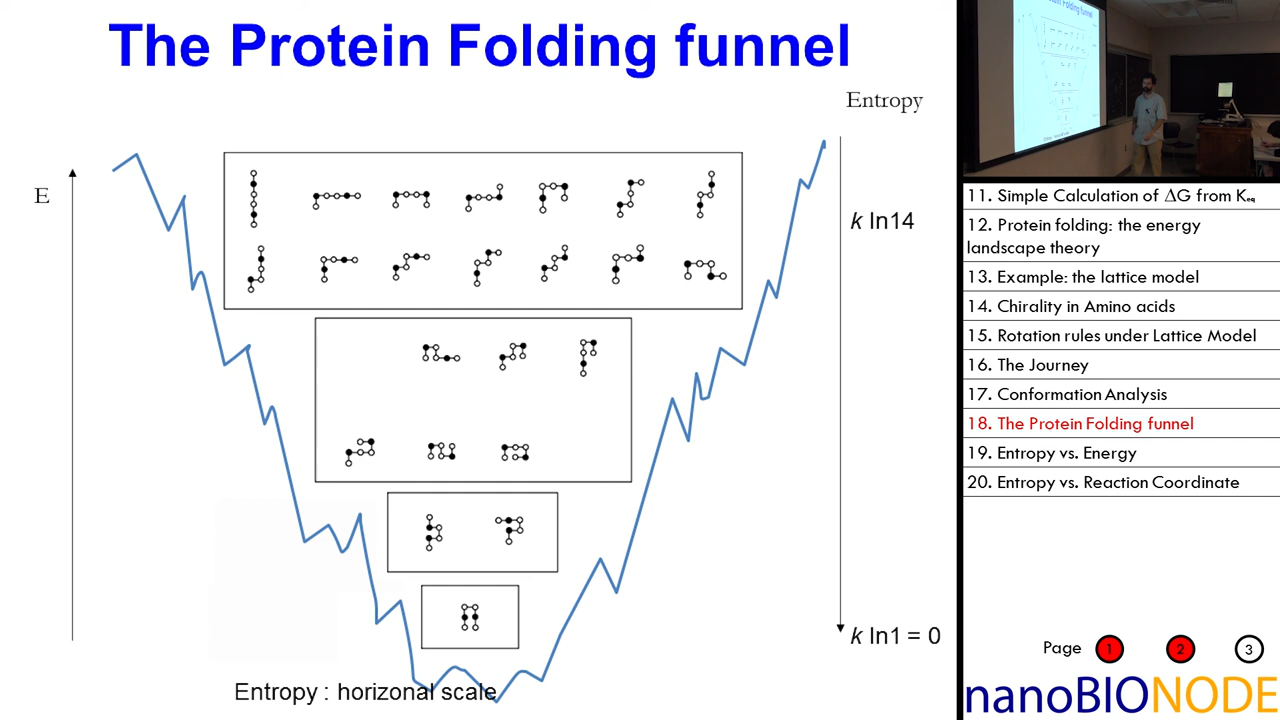 The Protein Folding funnel
Entropy
E
k ln14
k ln1 = 0
Entropy : horizonal scale
11. Simple Calculation of ΔG from Keq
12. Protein folding: the energy
landscape theory
13. Example: the lattice model
14. Chirality in Amino acids
15. Rotation rules under Lattice Model
16. The Journey
17. Conformation Analysis
18. The Protein Folding funnel
19. Entropy vs. Energy
20. Entropy vs. Reaction Coordinate
Page 1 2 3
nanoBIONODE